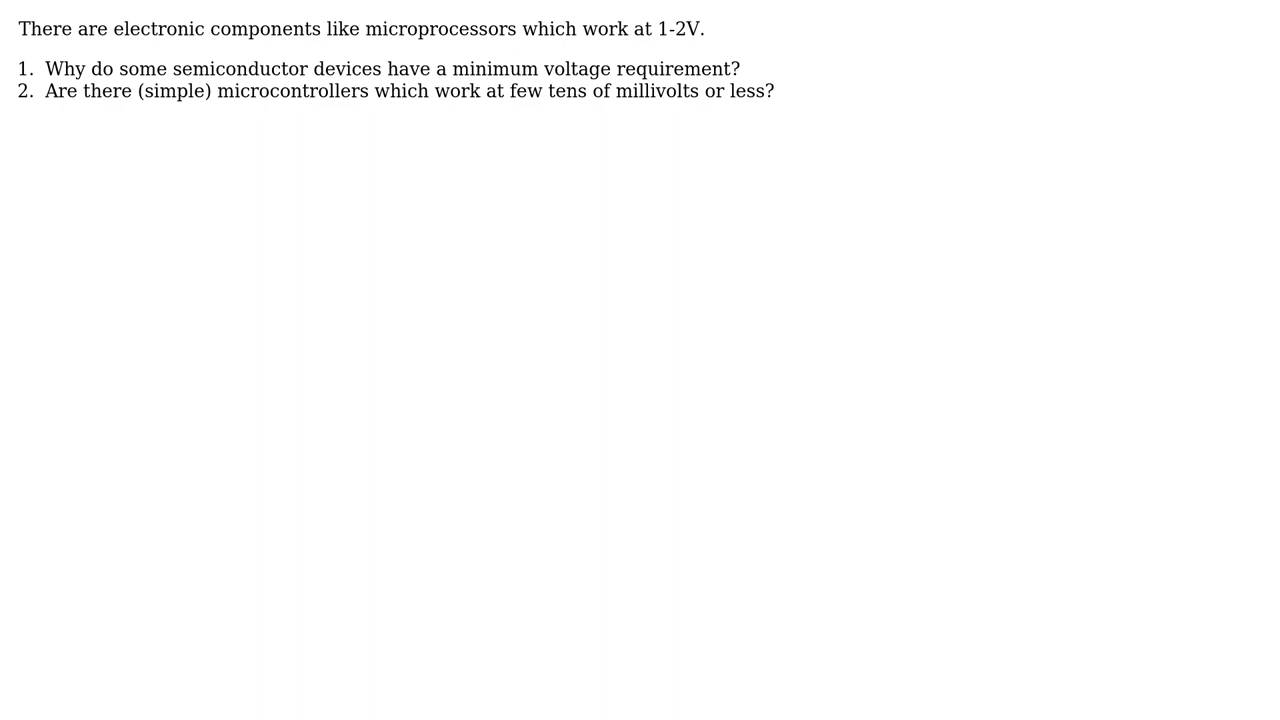 There are electronic components like microprocessors which work at 1-2V.
1. Why do some semiconductor devices have a minimum voltage requirement?
2. Are there (simple) microcontrollers which work at few tens of millivolts or less?